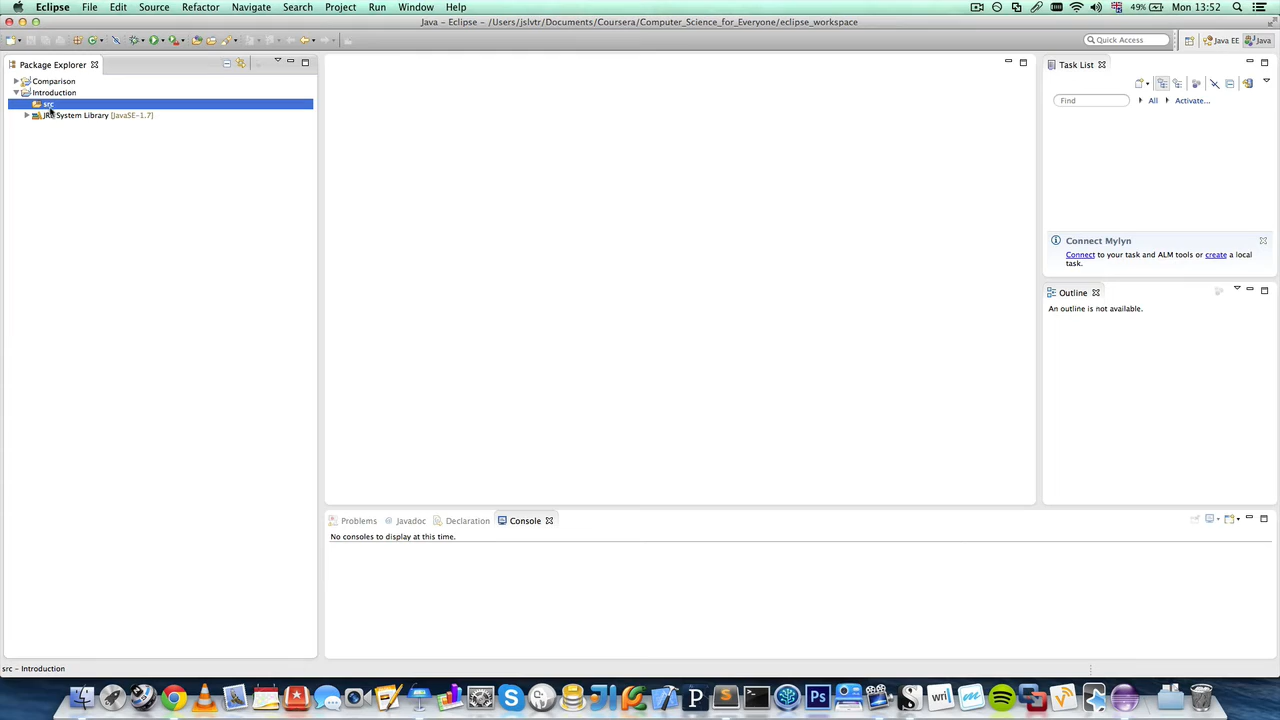 Eclipse File Edit Source Refactor Navigate Search Project Run Window Help 49% Mon 13:52
Java - Eclipse - /Users/jslvtr/Documents/Coursera/Computer_Science_for_Everyone/eclipse_workspace
Quick Access Java EE Java
Package Explorer
Comparison
Introduction
src
System Library [JavaSE-1.7]
Task List
Find All Activate...
Connect Mylyn
Connect to your task and ALM tools or create a local
task.
Outline
An outline is not available.
Problems Javadoc Declaration Console
No consoles to display at this time.
src - Introduction
wri